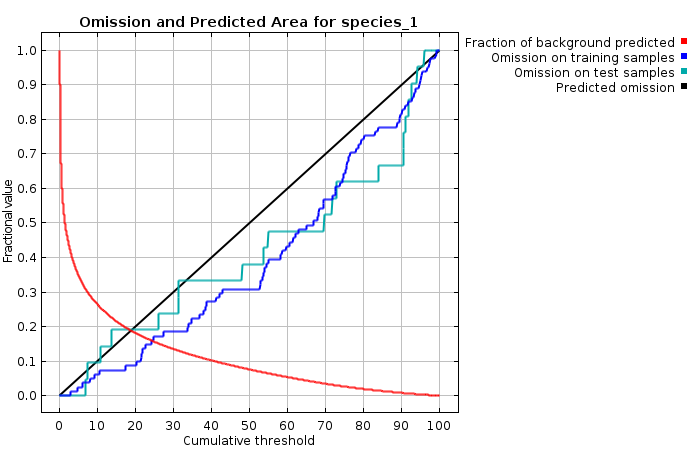 Omission and Predicted Area for species_1
Fraction of background predicted
Omission on training samples
Omission on test samples
Predicted omission
Fractional value
1.0
0.9
0.8
0.7
0.6
0.5
0.4
0.3
0.2
0.1
0.0
0 10 20 30 40 50 60 70 80 90 100
Cumulative threshold